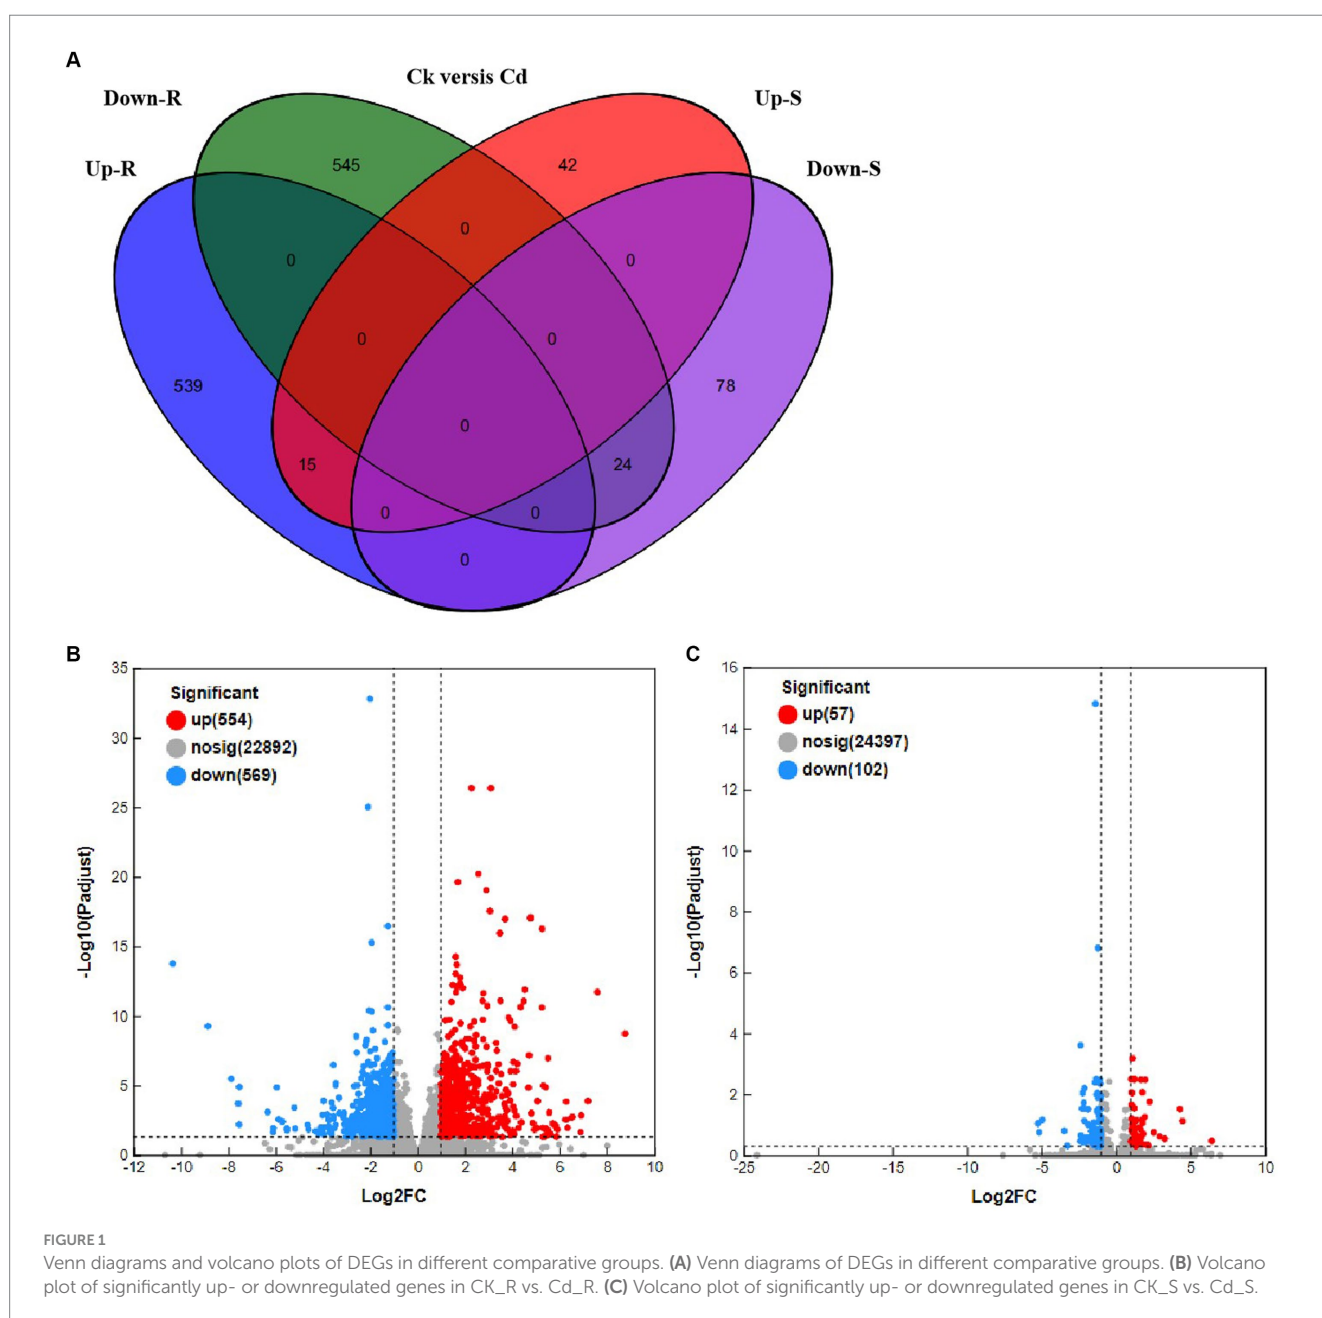 A
Ck versis Cd
Down-R
Up-S
Up-R
Down-S
545
42
0
0
0
0
0
539
78
0
15
24
0
0
0
B
35
30
25
20
15
10
5
0
-Log10(Padjust)
Significant
up(554)
nosig(22892)
down(569)
-12
-10
-8
-6
-4
-2
0
2
4
6
8
10
Log2FC
C
16
14
12
10
8
6
4
2
0
-Log10(Padjust)
Significant
up(57)
nosig(24397)
down(102)
-25
-20
-15
-10
-5
0
5
10
Log2FC
FIGURE 1
Venn diagrams and volcano plots of DEGs in different comparative groups. (A) Venn diagrams of DEGs in different comparative groups. (B) Volcano
plot of significantly up- or downregulated genes in CK_R vs. Cd_R. (C) Volcano plot of significantly up- or downregulated genes in CK_S vs. Cd_S.